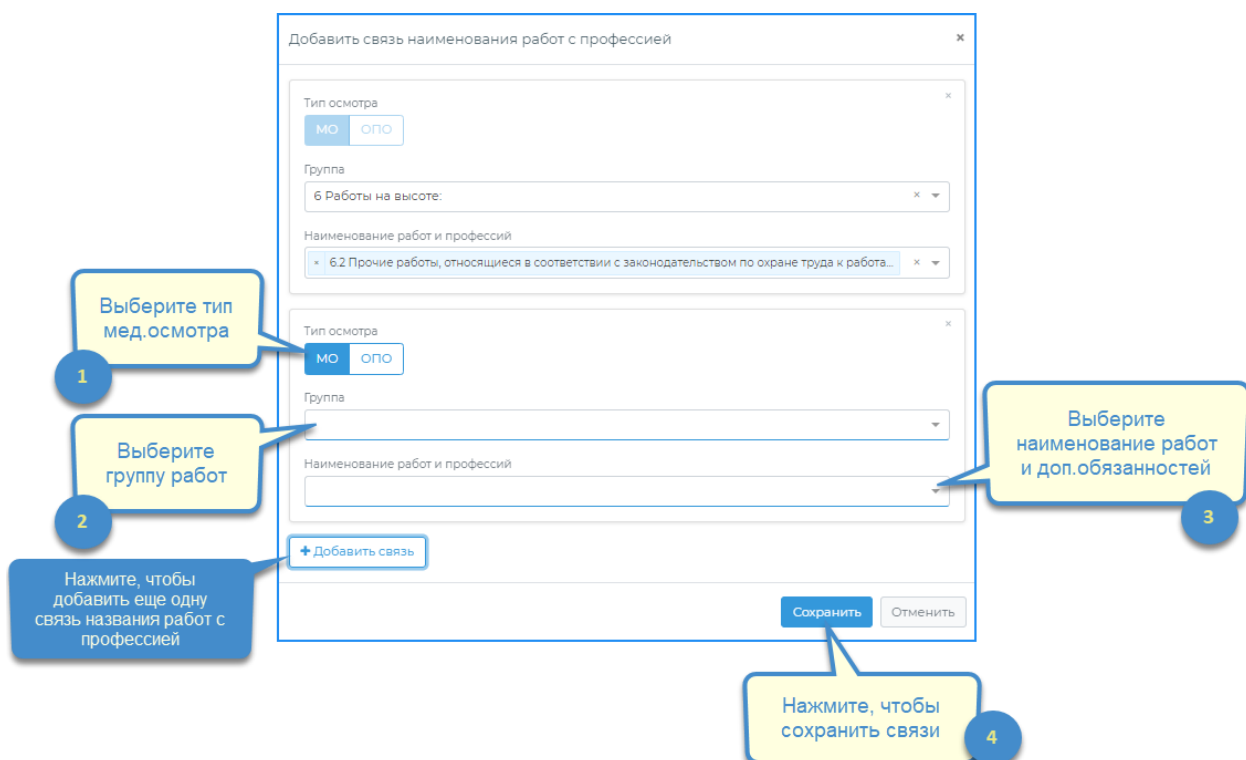 Добавить связь наименования работ с профессией
×
×
Тип осмотра
МО ОПО
Группа
6 Работы на высоте:
×
Наименование работ и профессий
× 6.2 Прочие работы, относящиеся в соответствии с законодательством по охране труда к работа... ×
Выберите тип
мед.осмотра
1
×
Тип осмотра
МО ОПО
Группа
Выберите
группу работ
2
Наименование работ и профессий
Выберите
наименование работ
и доп.обязанностей
3
+ Добавить связь
Нажмите, чтобы
добавить еще одну
связь названия работ с
профессией
Сохранить Отменить
Нажмите, чтобы
сохранить связи
4